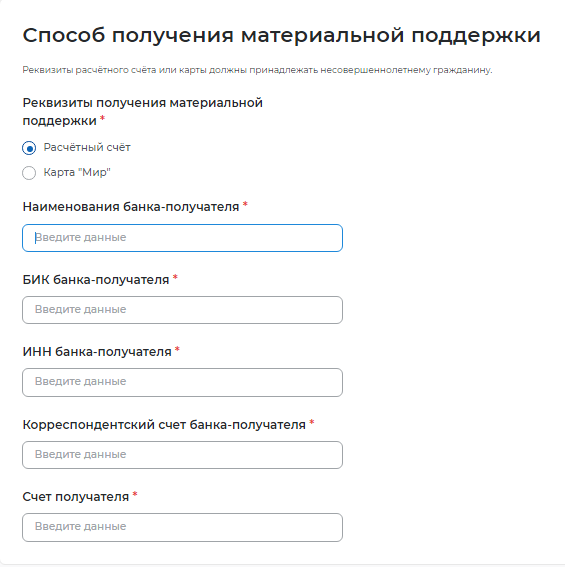 Способ получения материальной поддержки
Реквизиты расчётного счёта или карты должны принадлежать несовершеннолетнему гражданину.
Реквизиты получения материальной
поддержки *
Расчётный счёт
Карта "Мир"
Наименования банка-получателя *
Введите данные
БИК банка-получателя *
Введите данные
ИНН банка-получателя *
Введите данные
Корреспондентский счет банка-получателя *
Введите данные
Счет получателя *
Введите данные